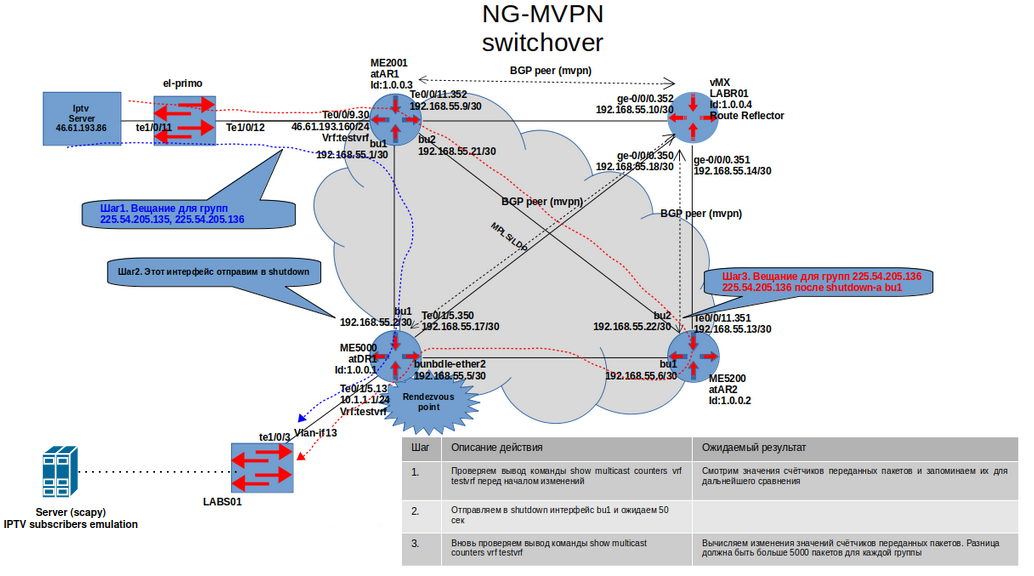 NG-MVPN
switchover
ME2001
atAR1
Id:1.0.0.3
BGP peer (mvpn)
vMX
LABR01
Id:1.0.0.4
Route Reflector
el-primo
Iptv
Server
46.61.193.86
te1/0/11
Te1/0/12
Te0/0/11.352
192.168.55.9/30
ge-0/0/0.352
192.168.55.10/30
Te0/0/9.30
46.61.193.160/24
Vrf:testvrf
bu1
192.168.55.1/30
bu2
192.168.55.21/30
ge-0/0/0.350
192.168.55.18/30
ge-0/0/0.351
192.168.55.14/30
BGP peer (mvpn)
BGP peer (mvpn)
MPLS/LDP
Шаг1. Вещание для групп
225.54.205.135, 225.54.205.136
Шаг2. Этот интерфейс отправим в shutdown
Шаг3. Вещание для групп 225.54.205.136
225.54.205.136 после shutdown-а bu1
bu1
192.168.55.2/30
Te0/1/5.350
192.168.55.17/30
bu2
192.168.55.22/30
Te0/0/11.351
192.168.55.13/30
ME5000
atDR1
Id:1.0.0.1
bunbdle-ether2
192.168.55.5/30
bu1
192.168.55.6/30
ME5200
atAR2
Id:1.0.0.2
Te0/1/5.13
10.1.1.1/24
Vrf:testvrf
Rendezvous
point
te1/0/3
Vlan-if13
LABS01
Server (scapy)
IPTV subscribers emulation
Шаг Описание действия Ожидаемый результат
1. Проверяем вывод команды show multicast counters vrf testvrf перед началом изменений Смотрим значения счётчиков переданных пакетов и запоминаем их для дальнейшего сравнения
2. Отправляем в shutdown интерфейс bu1 и ожидаем 50 сек
3. Вновь проверяем вывод команды show multicast counters vrf testvrf Вычисляем изменения значений счётчиков переданных пакетов. Разница должна быть больше 5000 пакетов для каждой группы